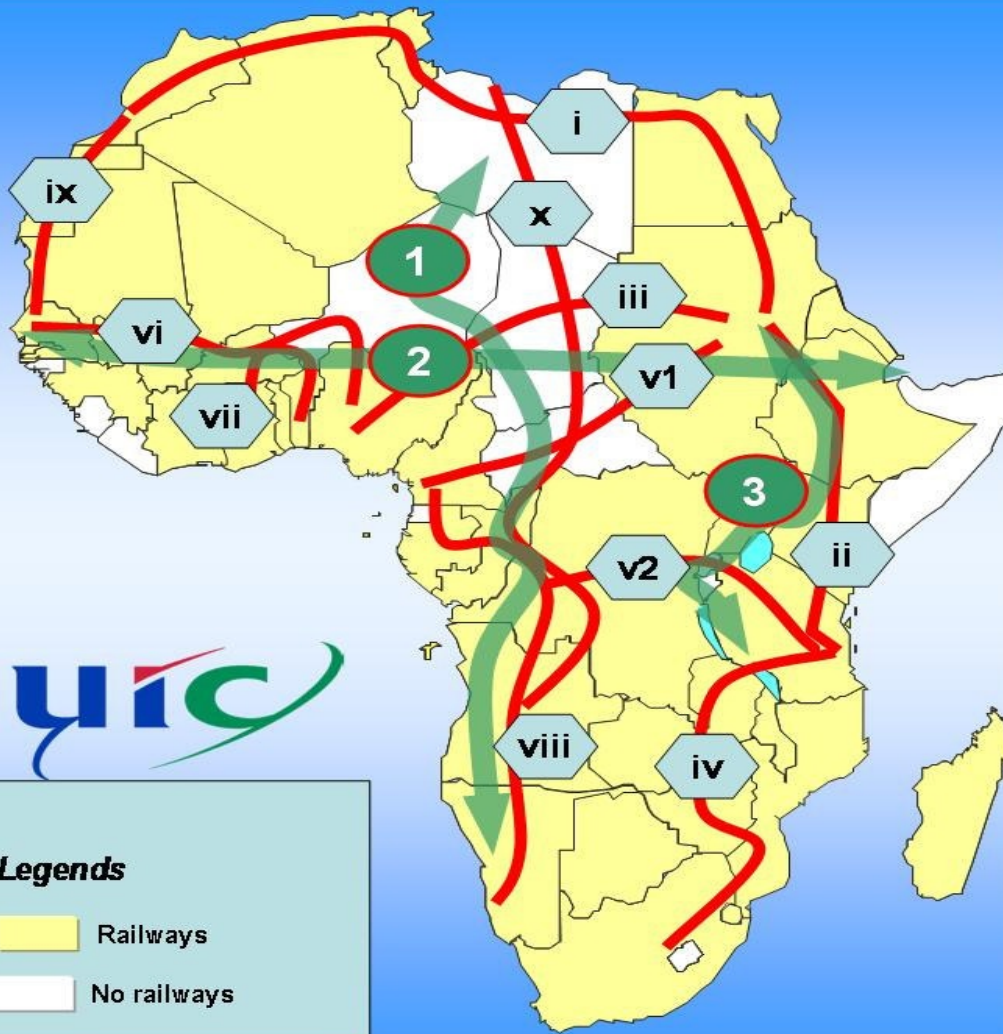 i
ix
x
1
iii
vi
2
v1
vii
3
ii
v2
uic
viii
iv
Legends
Railways
No railways